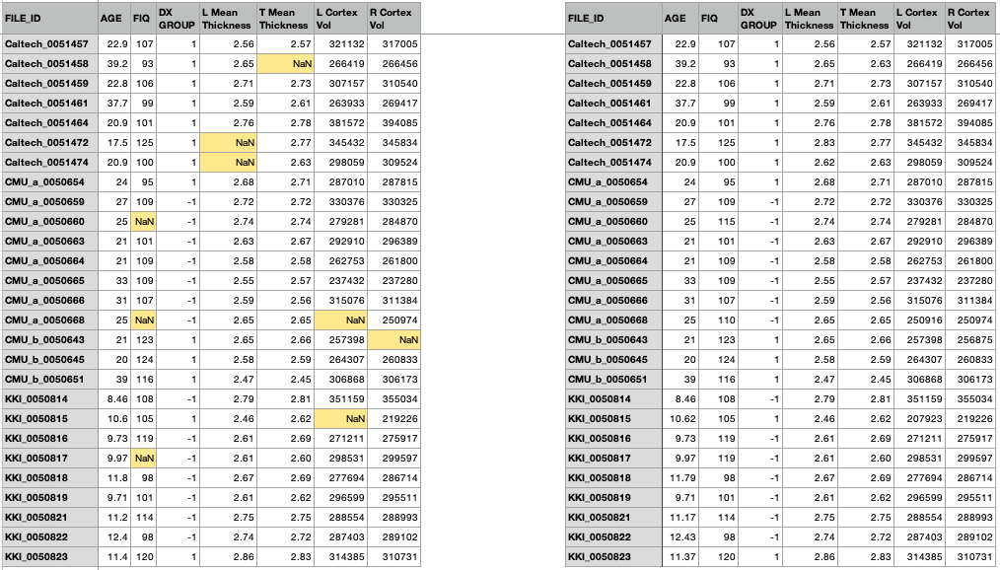 FILE_ID AGE FIQ DX GROUP L Mean Thickness T Mean Thickness L Cortex Vol R Cortex Vol
Caltech_0051457 22.9 107 1 2.56 2.57 321132 317005
Caltech_0051458 39.2 93 1 2.65 NaN 266419 266456
Caltech_0051459 22.8 106 1 2.71 2.73 307157 310540
Caltech_0051461 37.7 99 1 2.59 2.61 263933 269417
Caltech_0051464 20.9 101 1 2.76 2.78 381572 394085
Caltech_0051472 17.5 125 1 NaN 2.77 345432 345834
Caltech_0051474 20.9 100 1 NaN 2.63 298059 309524
CMU_a_0050654 24 95 1 2.68 2.71 287010 287815
CMU_a_0050659 27 109 -1 2.72 2.72 330376 330325
CMU_a_0050660 25 NaN -1 2.74 2.74 279281 284870
CMU_a_0050663 21 101 -1 2.63 2.67 292910 296389
CMU_a_0050664 21 109 -1 2.58 2.58 262753 261800
CMU_a_0050665 33 109 -1 2.55 2.57 237432 237280
CMU_a_0050666 31 107 -1 2.59 2.56 315076 311384
CMU_a_0050668 25 NaN -1 2.65 2.65 NaN 250974
CMU_b_0050643 21 123 1 2.65 2.66 257398 NaN
CMU_b_0050645 20 124 1 2.58 2.59 264307 260833
CMU_b_0050651 39 116 1 2.47 2.45 306868 306173
KKI_0050814 8.46 108 -1 2.79 2.81 351159 355034
KKI_0050815 10.6 105 1 2.46 2.62 NaN 219226
KKI_0050816 9.73 119 -1 2.61 2.69 271211 275917
KKI_0050817 9.97 NaN -1 2.61 2.60 298531 299597
KKI_0050818 11.8 98 -1 2.67 2.69 277694 286714
KKI_0050819 9.71 101 -1 2.61 2.62 296599 295511
KKI_0050821 11.2 114 -1 2.75 2.75 288554 288993
KKI_0050822 12.4 98 -1 2.74 2.72 287403 289102
KKI_0050823 11.4 120 1 2.86 2.83 314385 310731
FILE_ID AGE FIQ DX GROUP L Mean Thickness T Mean Thickness L Cortex Vol R Cortex Vol
Caltech_0051457 22.9 107 1 2.56 2.57 321132 317005
Caltech_0051458 39.2 93 1 2.65 2.63 266419 266456
Caltech_0051459 22.8 106 1 2.71 2.73 307157 310540
Caltech_0051461 37.7 99 1 2.59 2.61 263933 269417
Caltech_0051464 20.9 101 1 2.76 2.78 381572 394085
Caltech_0051472 17.5 125 1 2.83 2.77 345432 345834
Caltech_0051474 20.9 100 1 2.62 2.63 298059 309524
CMU_a_0050654 24 95 1 2.68 2.71 287010 287815
CMU_a_0050659 27 109 -1 2.72 2.72 330376 330325
CMU_a_0050660 25 115 -1 2.74 2.74 279281 284870
CMU_a_0050663 21 101 -1 2.63 2.67 292910 296389
CMU_a_0050664 21 109 -1 2.58 2.58 262753 261800
CMU_a_0050665 33 109 -1 2.55 2.57 237432 237280
CMU_a_0050666 31 107 -1 2.59 2.56 315076 311384
CMU_a_0050668 25 110 -1 2.65 2.65 250916 250974
CMU_b_0050643 21 123 1 2.65 2.66 257398 256875
CMU_b_0050645 20 124 1 2.58 2.59 264307 260833
CMU_b_0050651 39 116 1 2.47 2.45 306868 306173
KKI_0050814 8.46 108 -1 2.79 2.81 351159 355034
KKI_0050815 10.62 105 1 2.46 2.62 207923 219226
KKI_0050816 9.73 119 -1 2.61 2.69 271211 275917
KKI_0050817 9.97 119 -1 2.61 2.60 298531 299597
KKI_0050818 11.79 98 -1 2.67 2.69 277694 286714
KKI_0050819 9.71 101 -1 2.61 2.62 296599 295511
KKI_0050821 11.17 114 -1 2.75 2.75 288554 288993
KKI_0050822 12.43 98 -1 2.74 2.72 287403 289102
KKI_0050823 11.37 120 1 2.86 2.83 314385 310731